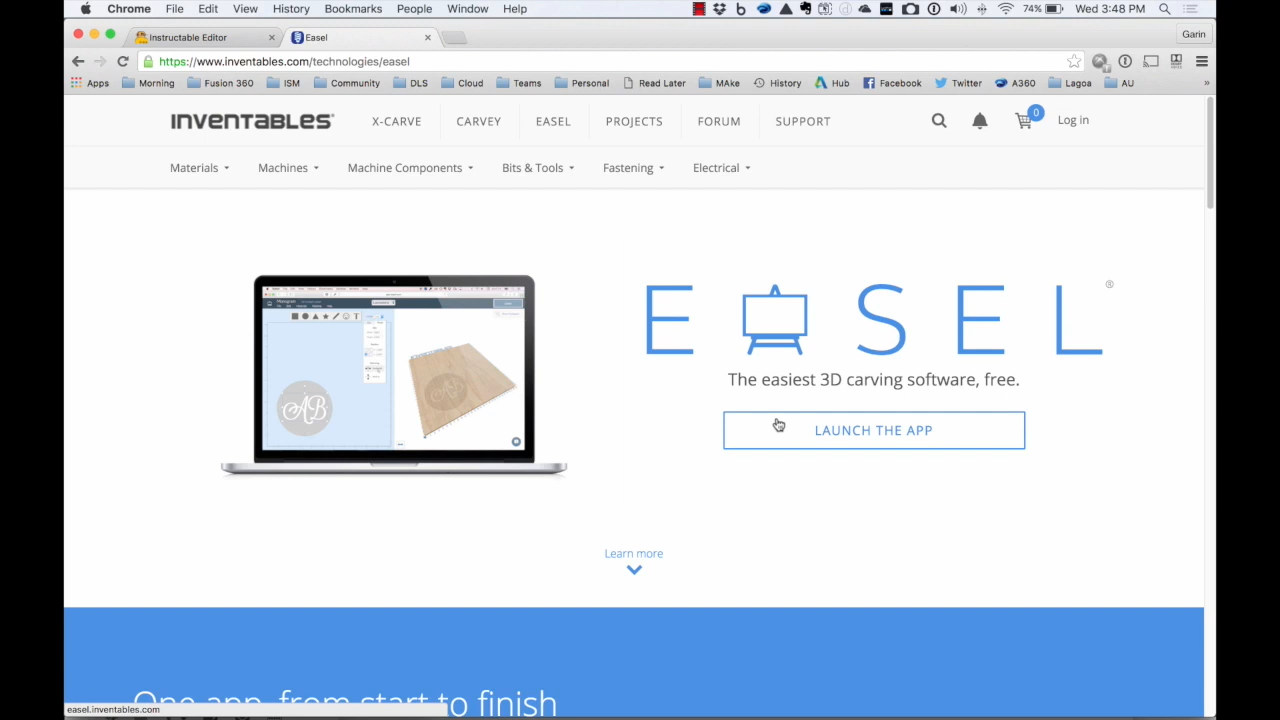 Chrome File Edit View History Bookmarks People Window Help 74% Wed 3:48 PM
Instructable Editor Easel Garin
https://www.inventables.com/technologies/easel
Apps Morning Fusion 360 ISM Community DLS Cloud Teams Personal Read Later MAke History Hub Facebook Twitter A360 Lagoa AU »
INVENTABLES X-CARVE CARVEY EASEL PROJECTS FORUM SUPPORT 0 Log in
Materials Machines Machine Components Bits & Tools Fastening Electrical
EASEL®
AB
The easiest 3D carving software, free.
LAUNCH THE APP
Learn more
One app, from start to finish
easel.inventables.com